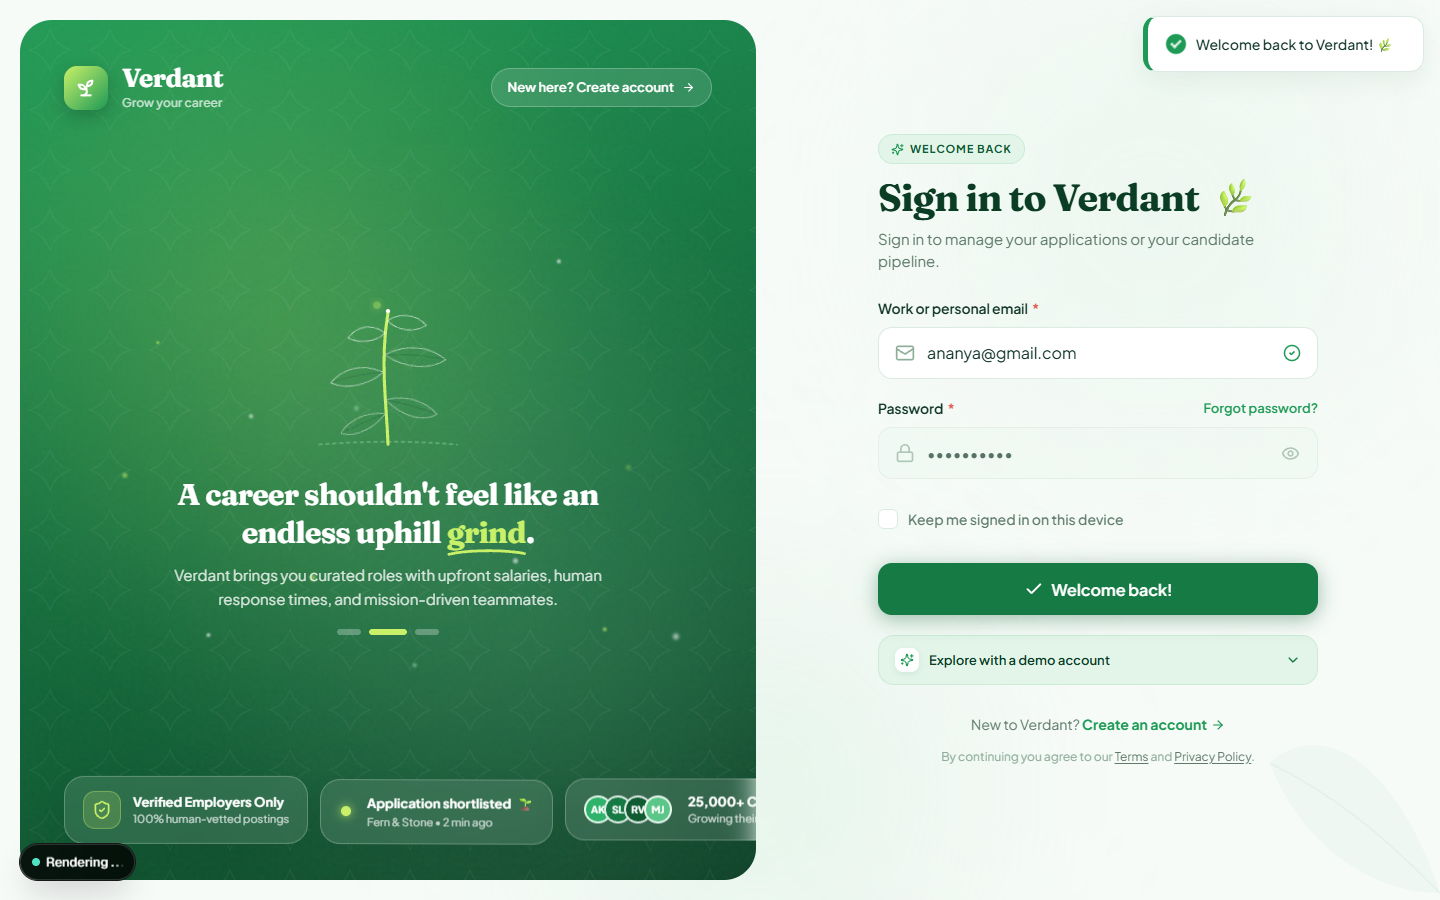 Verdant
Grow your career
New here? Create account →
A career shouldn't feel like an
endless uphill grind.
Verdant brings you curated roles with upfront salaries, human
response times, and mission-driven teammates.
Verified Employers Only
100% human-vetted postings
Application shortlisted
Fern & Stone • 2 min ago
AK SL RV MJ
25,000+
Growing
Rendering ...
Welcome back to Verdant!
WELCOME BACK
Sign in to Verdant
Sign in to manage your applications or your candidate
pipeline.
Work or personal email *
ananya@gmail.com
Password *
Forgot password?
••••••••••
Keep me signed in on this device
Welcome back!
Explore with a demo account
New to Verdant? Create an account →
By continuing you agree to our Terms and Privacy Policy.